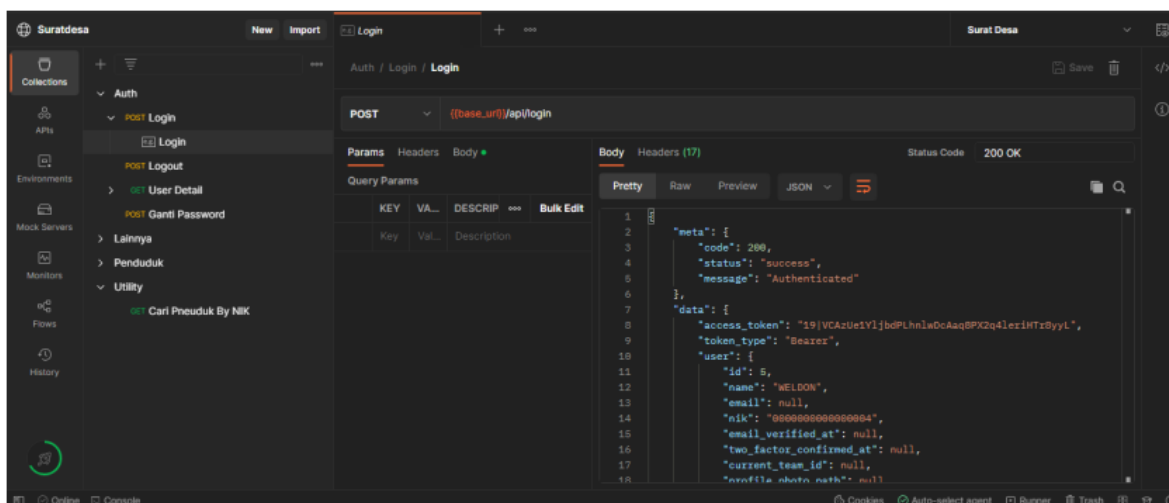 Suratdesa
New Import
Login
Surat Desa
Collections
APIs
Environments
Mock Servers
Monitors
Flows
History
Auth
POST Login
Login
POST Logout
GET User Detail
POST Ganti Password
Lainnya
Penduduk
Utility
GET Cari Pneuduk By NIK
Auth / Login / Login
Save
POST {{base_url}}/api/login
Params Headers Body
Query Params
KEY VA... DESCRIP Bulk Edit
Key Val... Description
Body Headers (17) Status Code 200 OK
Pretty Raw Preview JSON
1 {
2 "meta": {
3 "code": 200,
4 "status": "success",
5 "message": "Authenticated"
6 },
7 "data": {
8 "access_token": "19|VCAzUe1YljbdPLhnlwDcAaq8PX2q4leriHTr8yyL",
9 "token_type": "Bearer",
10 "user": {
11 "id": 5,
12 "name": "WELDON",
13 "email": null,
14 "nik": "0000000000000004",
15 "email_verified_at": null,
16 "two_factor_confirmed_at": null,
17 "current_team_id": null,
18 "profile_photo_path": null
Online Console
Cookies Auto-select agent Runner Trash